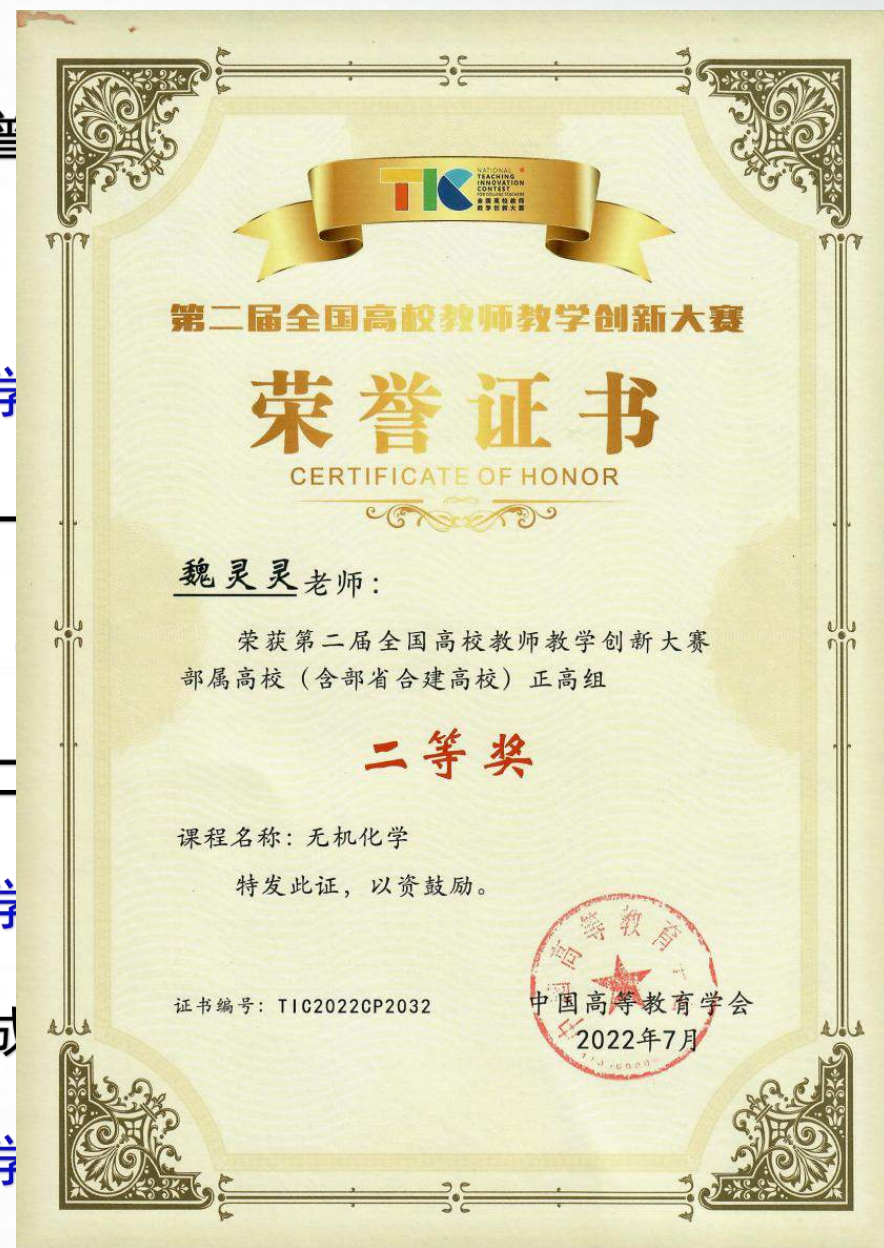 TIC
NATIONAL
TEACHING
INNOVATION
CONTEST
FOR COLLEGE TEACHERS
全国高校教师
教学创新大赛
第二届全国高校教师教学创新大赛
荣誉证书
CERTIFICATE OF HONOR
魏灵灵老师：
荣获第二届全国高校教师教学创新大赛
部属高校（含部省合建高校）正高组
二等奖
课程名称：无机化学
特发此证，以资鼓励。
证书编号：TIC2022CP2032
中国高等教育学会
2022年7月